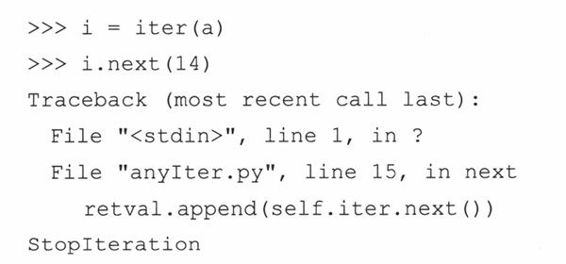 >>> i = iter(a)
>>> i.next(14)
Traceback (most recent call last):
  File "<stdin>", line 1, in ?
  File "anyIter.py", line 15, in next
    retval.append(self.iter.next())
StopIteration